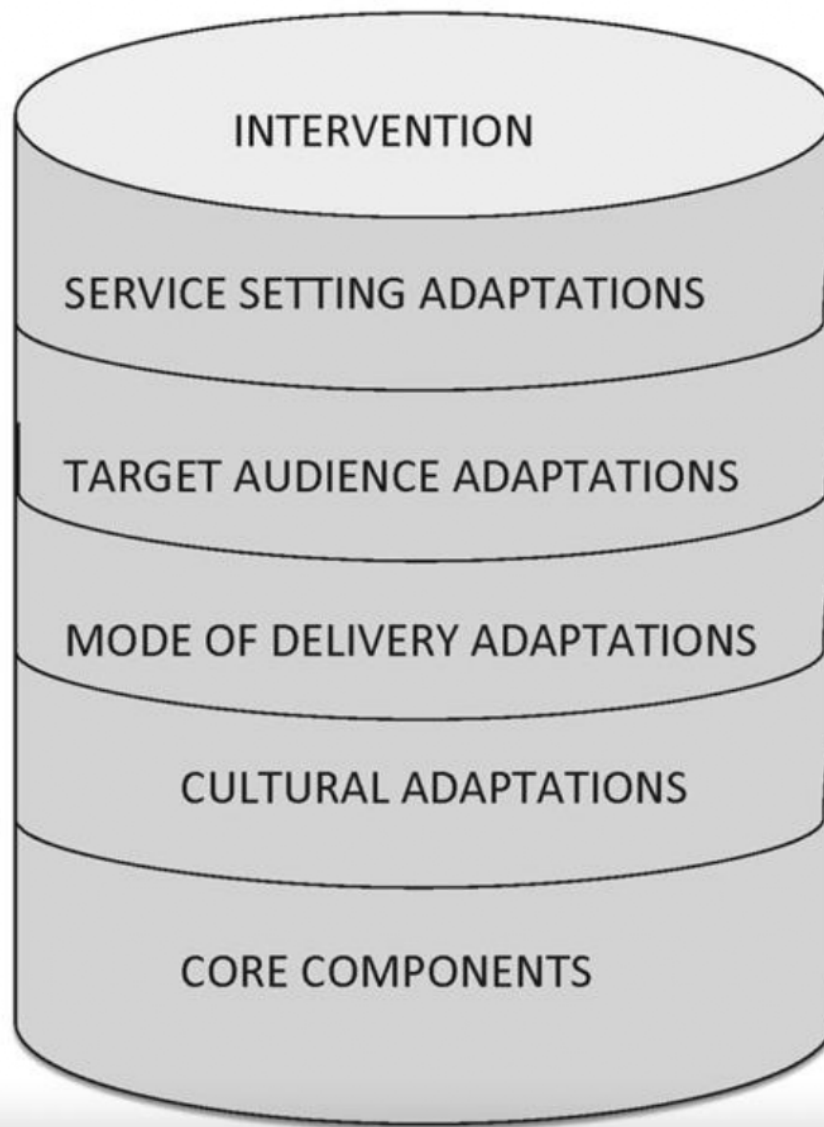 INTERVENTION
SERVICE SETTING ADAPTATIONS
TARGET AUDIENCE ADAPTATIONS
MODE OF DELIVERY ADAPTATIONS
CULTURAL ADAPTATIONS
CORE COMPONENTS